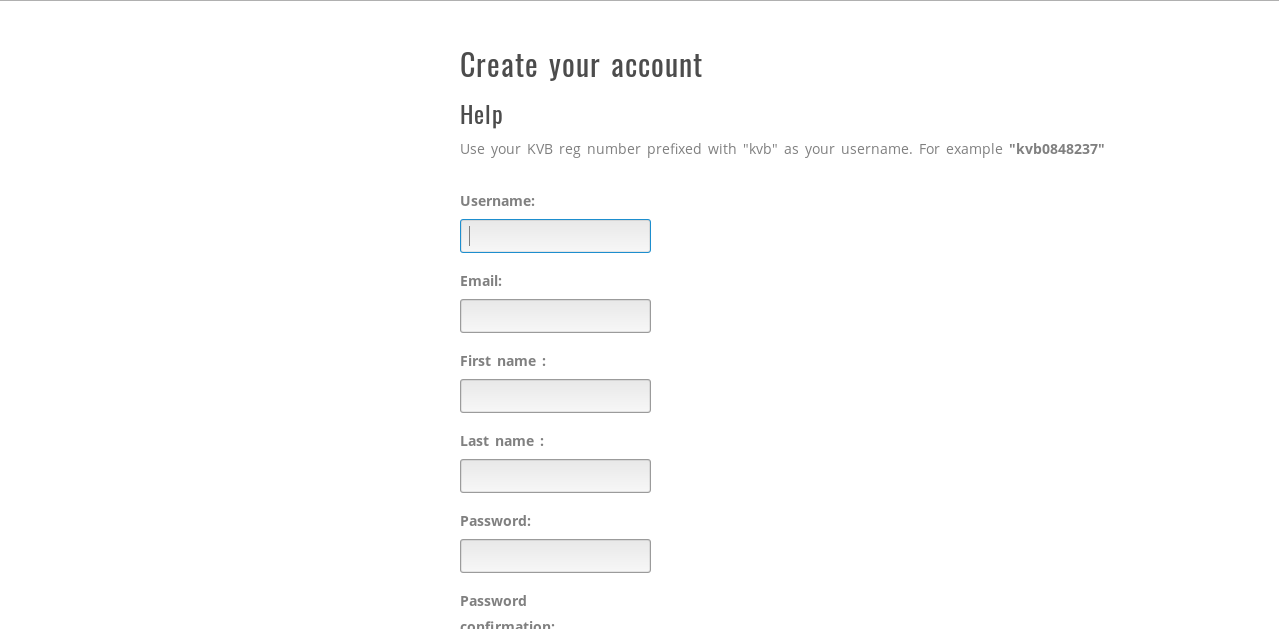 Create your account
Help
Use your KVB reg number prefixed with "kvb" as your username. For example "kvb0848237"
Username:
Email:
First name :
Last name :
Password:
Password
confirmation: